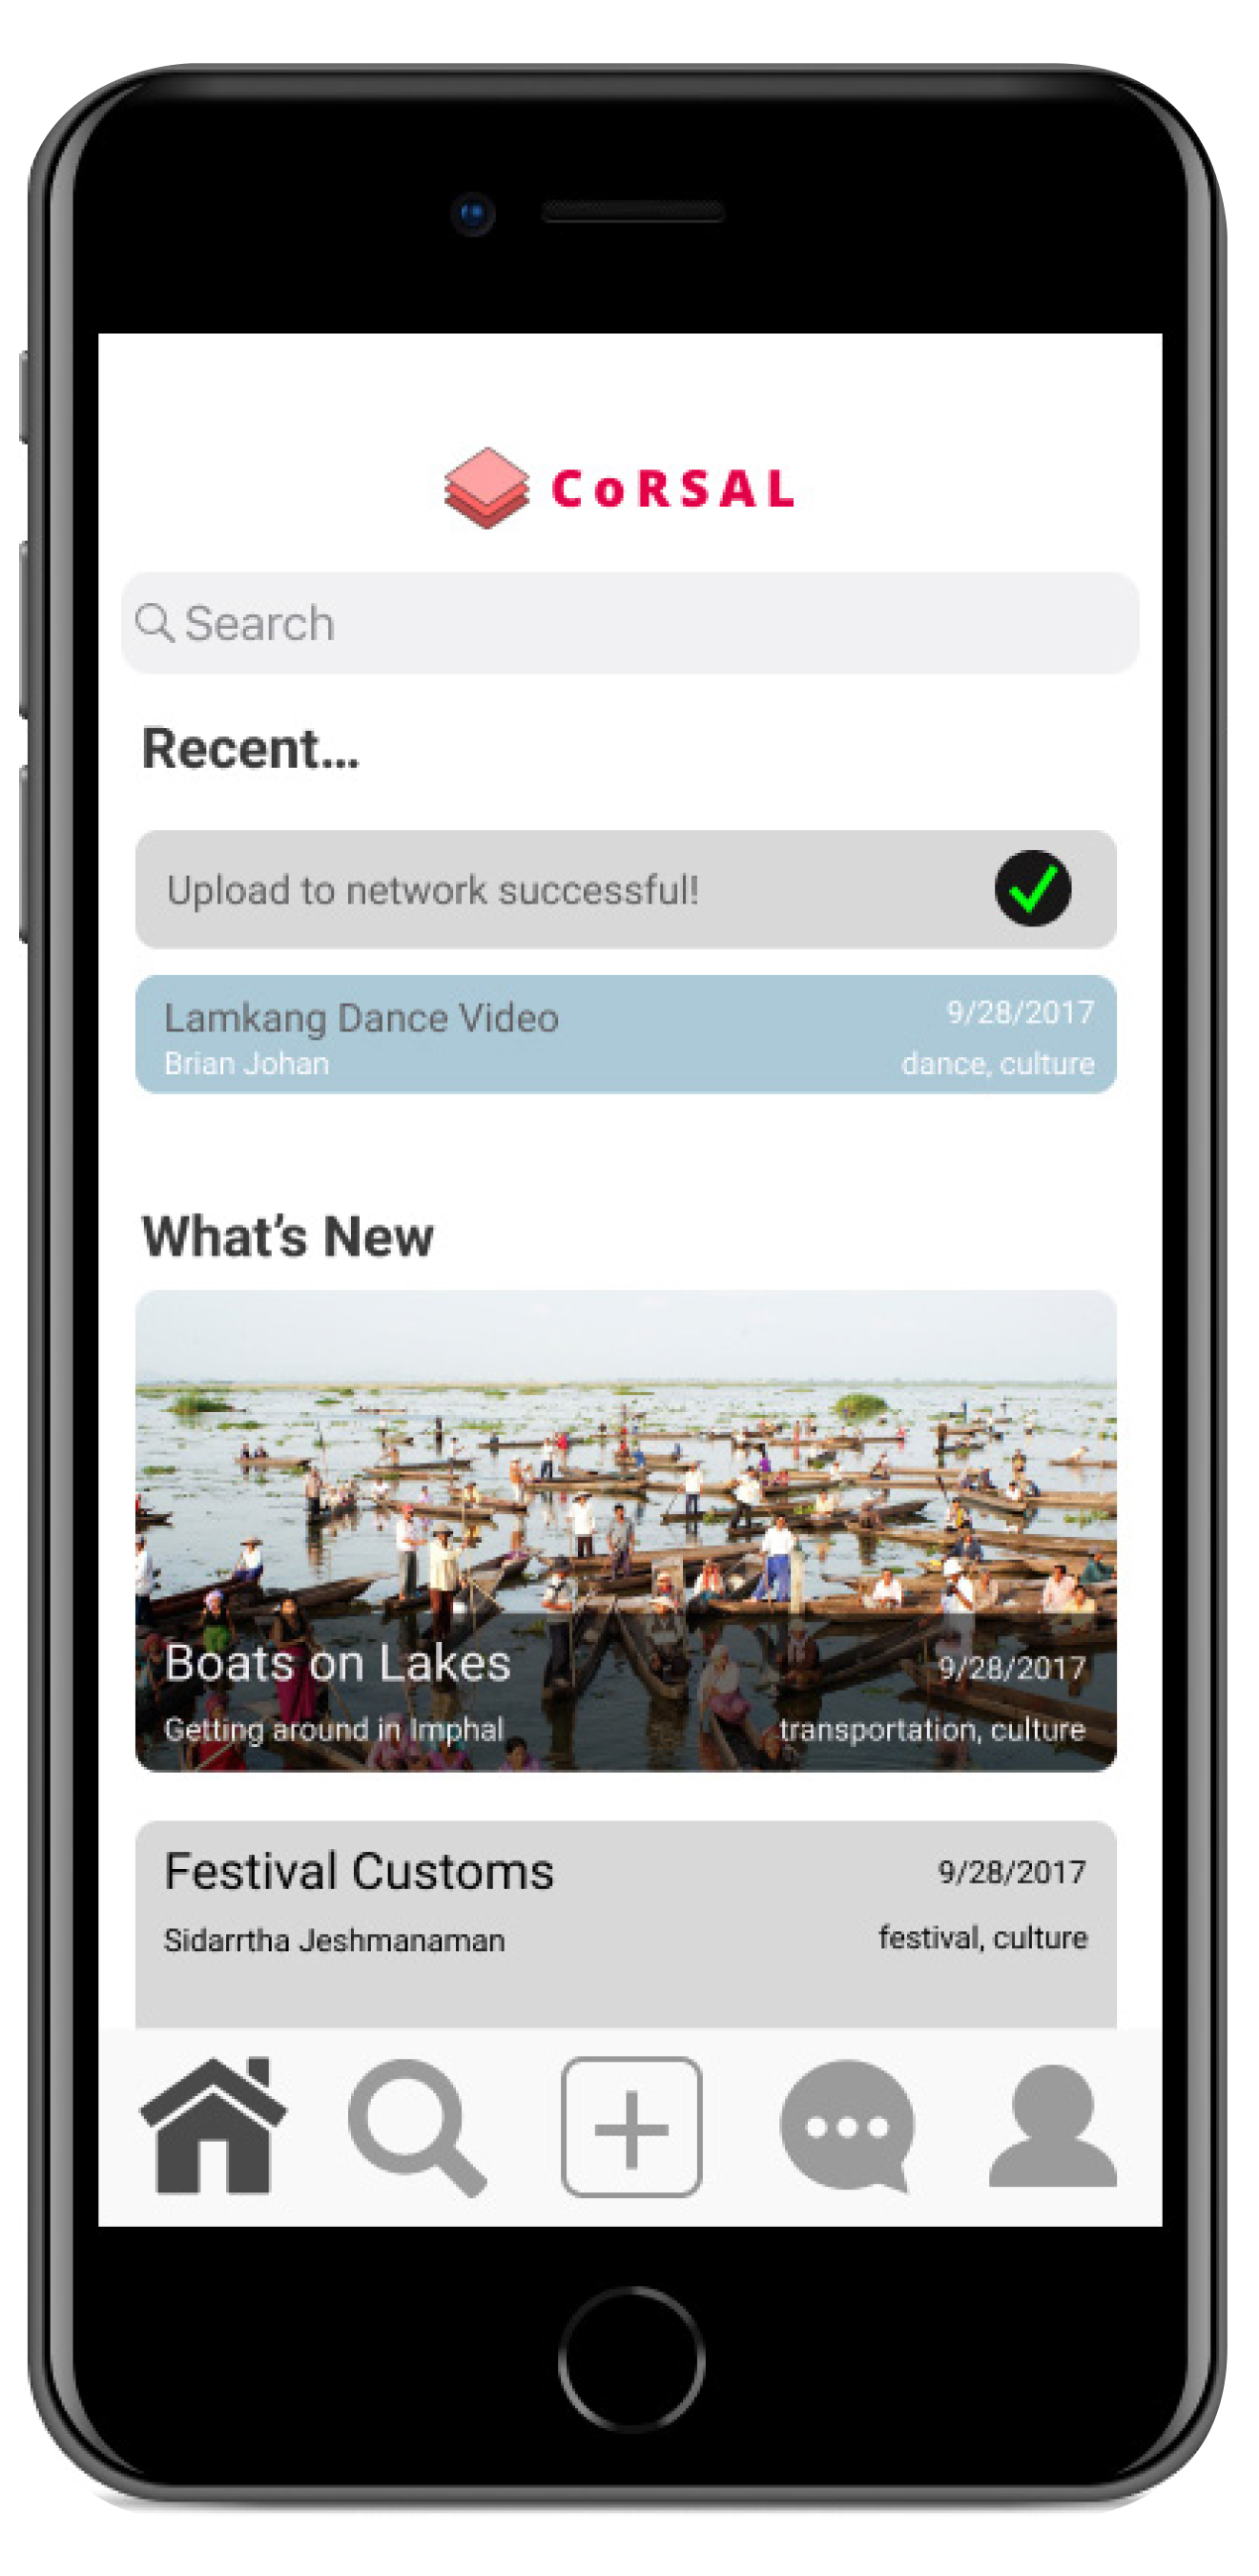 CoRSAL
Search
Recent...
Upload to network successful!
Lamkang Dance Video 9/28/2017
Brian Johan dance, culture
What's New
Boats on Lakes 9/28/2017
Getting around in Imphal transportation, culture
Festival Customs 9/28/2017
Sidarrtha Jeshmanaman festival, culture